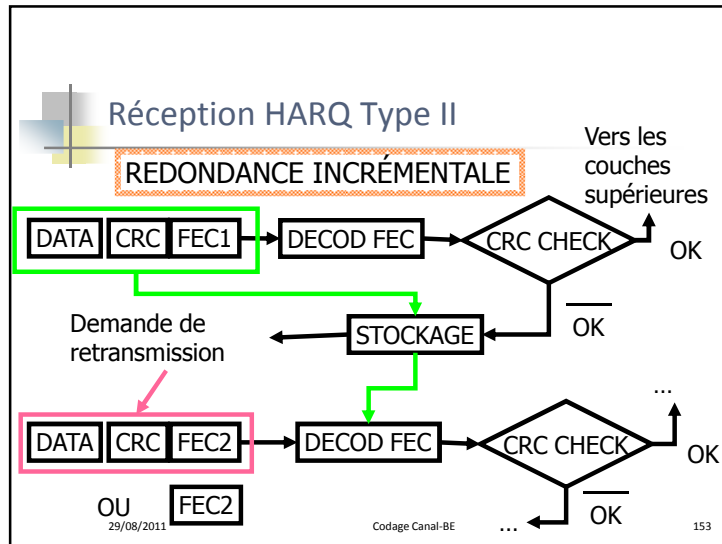 Réception HARQ Type II
REDONDANCE INCRÉMENTALE
Vers les
couches
supérieures
DATA CRC FEC1 DECOD FEC CRC CHECK OK
OK
STOCKAGE
Demande de
retransmission
...
DATA CRC FEC2 DECOD FEC CRC CHECK OK
OU FEC2
... OK
29/08/2011 Codage Canal-BE 153